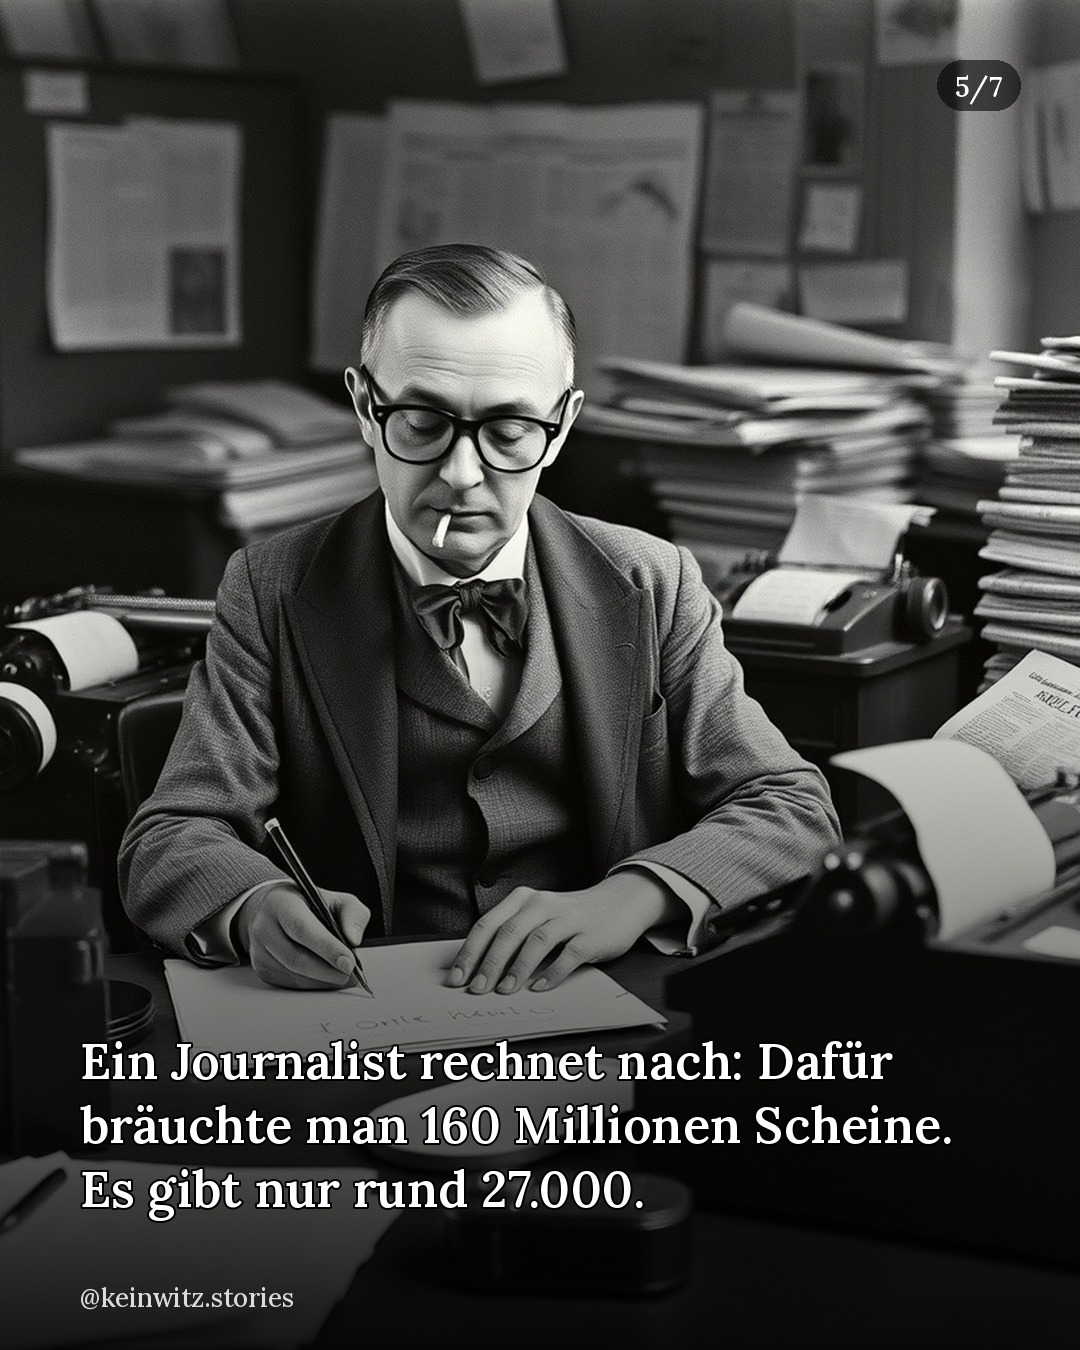 5/7
Ein Journalist rechnet nach: Dafür
bräuchte man 160 Millionen Scheine.
Es gibt nur rund 27.000.
@keinwitz.stories